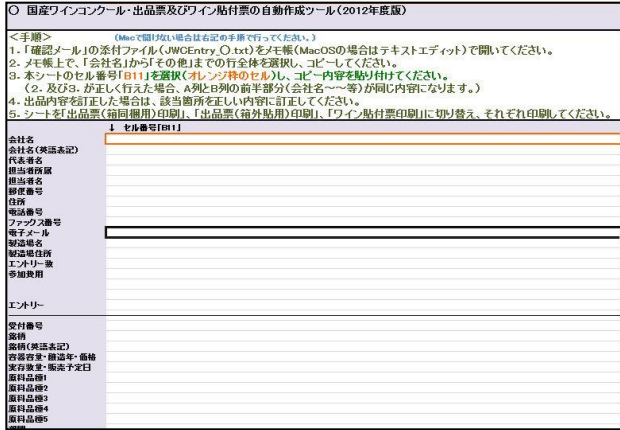 ○ 国産ワインコンクール・出品票及びワイン貼付票の自動作成ツール(2012年度版)
<手順> (Macで開けない場合は右記の手順で行ってください。)
1.「確認メール」の添付ファイル(JWCEntry_○.txt)をメモ帳(MacOSの場合はテキストエディット)で開いてください。
2.メモ帳上で、「会社名」から「その他」までの行全体を選択し、コピーしてください。
3.本シートのセル番号「B11」を選択(オレンジ枠のセル)し、コピー内容を貼り付けてください。
(2.及び3.が正しく行えた場合、A列とB列の前半部分(会社名~~等)が同じ内容になります。)
4.出品内容を訂正した場合は、該当箇所を正しい内容に訂正してください。
5.シートを「出品票(箱同梱用)印刷」、「出品票(箱外貼用)印刷」、「ワイン貼付票印刷」に切り替え、それぞれ印刷してください。
↓ セル番号「B11」
会社名
会社名(英語表記)
代表者名
担当者所属
担当者名
郵便番号
住所
電話番号
ファックス番号
電子メール
製造場名
製造場住所
エントリー数
参加費用
エントリー
受付番号
銘柄
銘柄(英語表記)
容器容量・醸造年・価格
実存数量・販売予定日
原料品種1
原料品種2
原料品種3
原料品種4
原料品種5